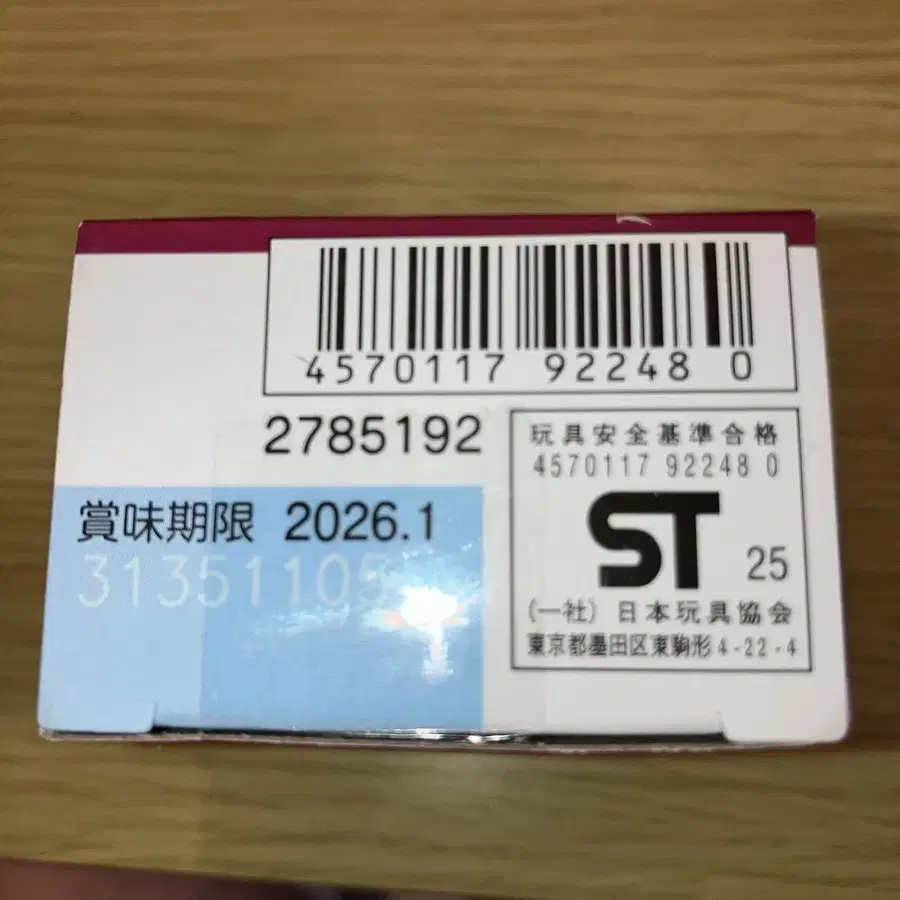 4570117 92248 0
2785192
賞味期限 2026.1
31351105
玩具安全基準合格
4570117 92248 0
ST 25
(一社) 日本玩具協会
東京都墨田区東駒形4-22-4